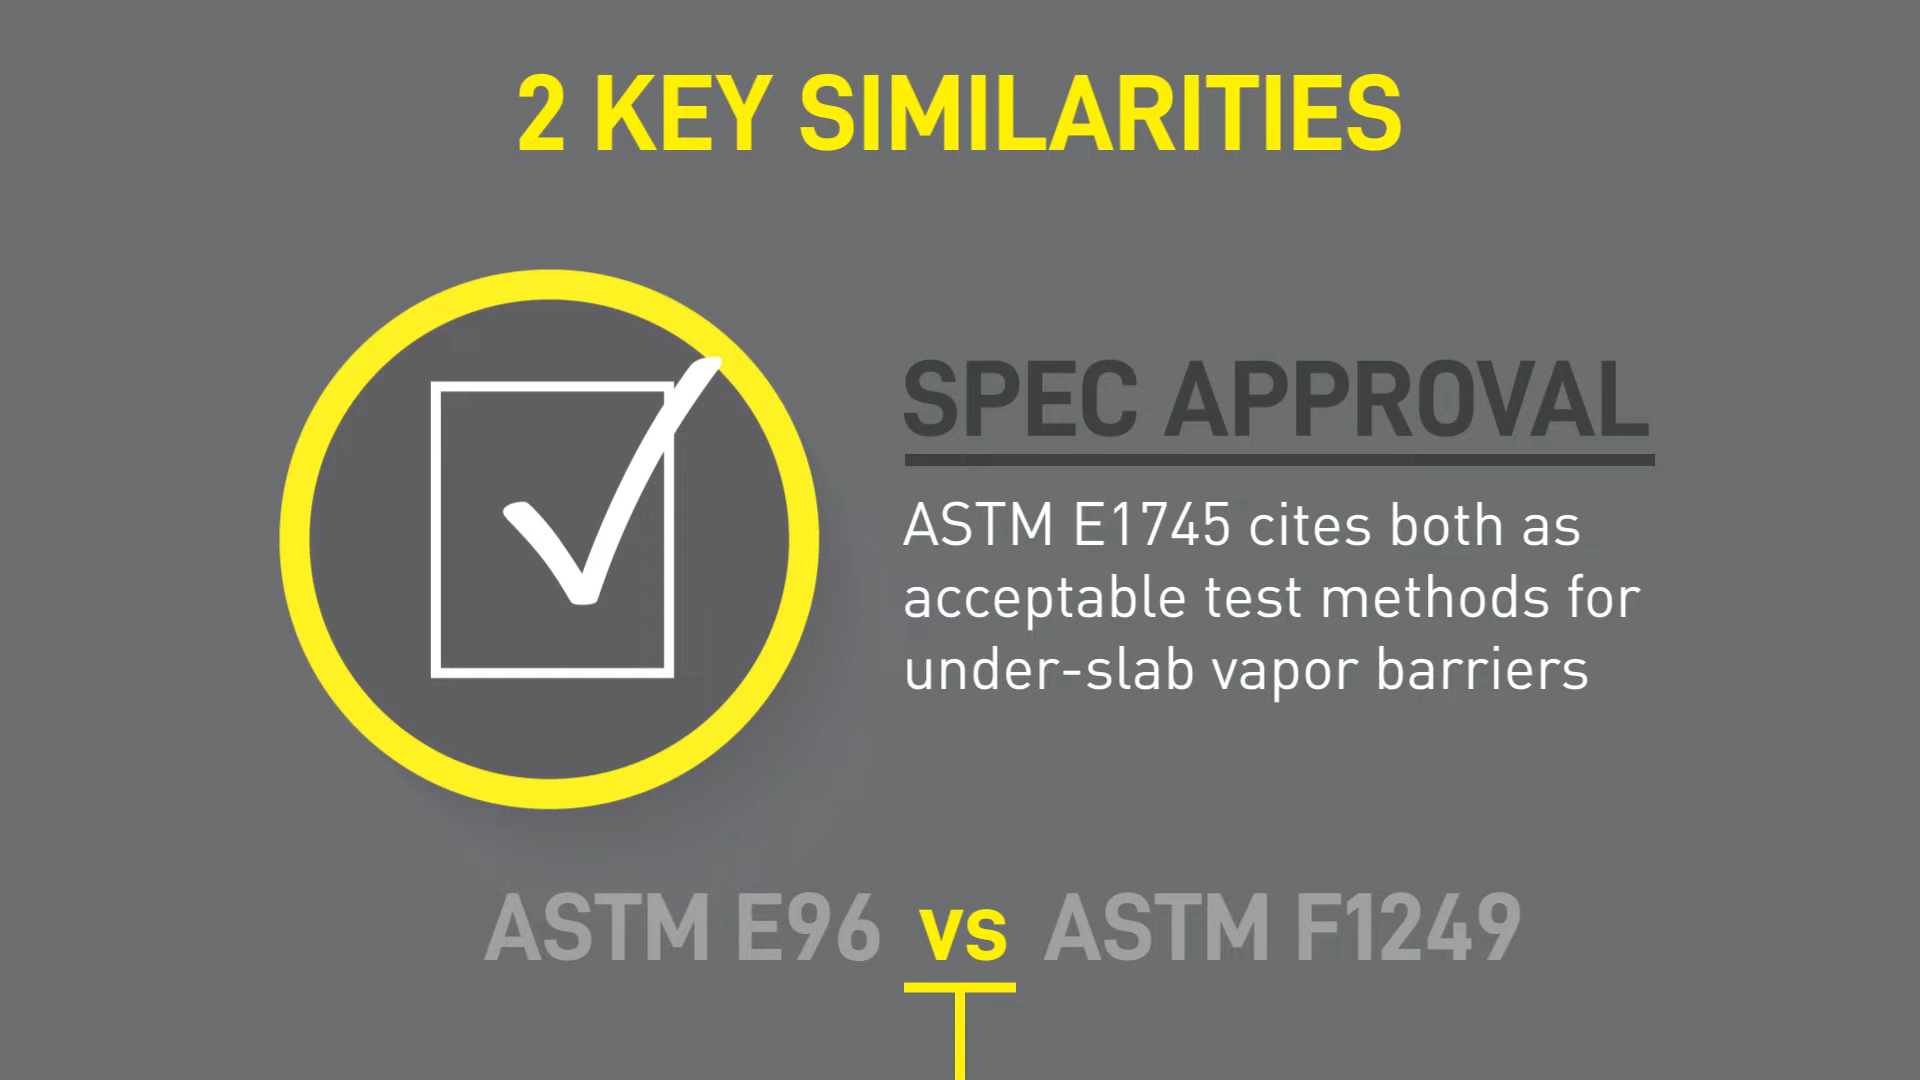 2 KEY SIMILARITIES
SPEC APPROVAL
ASTM E1745 cites both as
acceptable test methods for
under-slab vapor barriers
ASTM E96 VS ASTM F1249